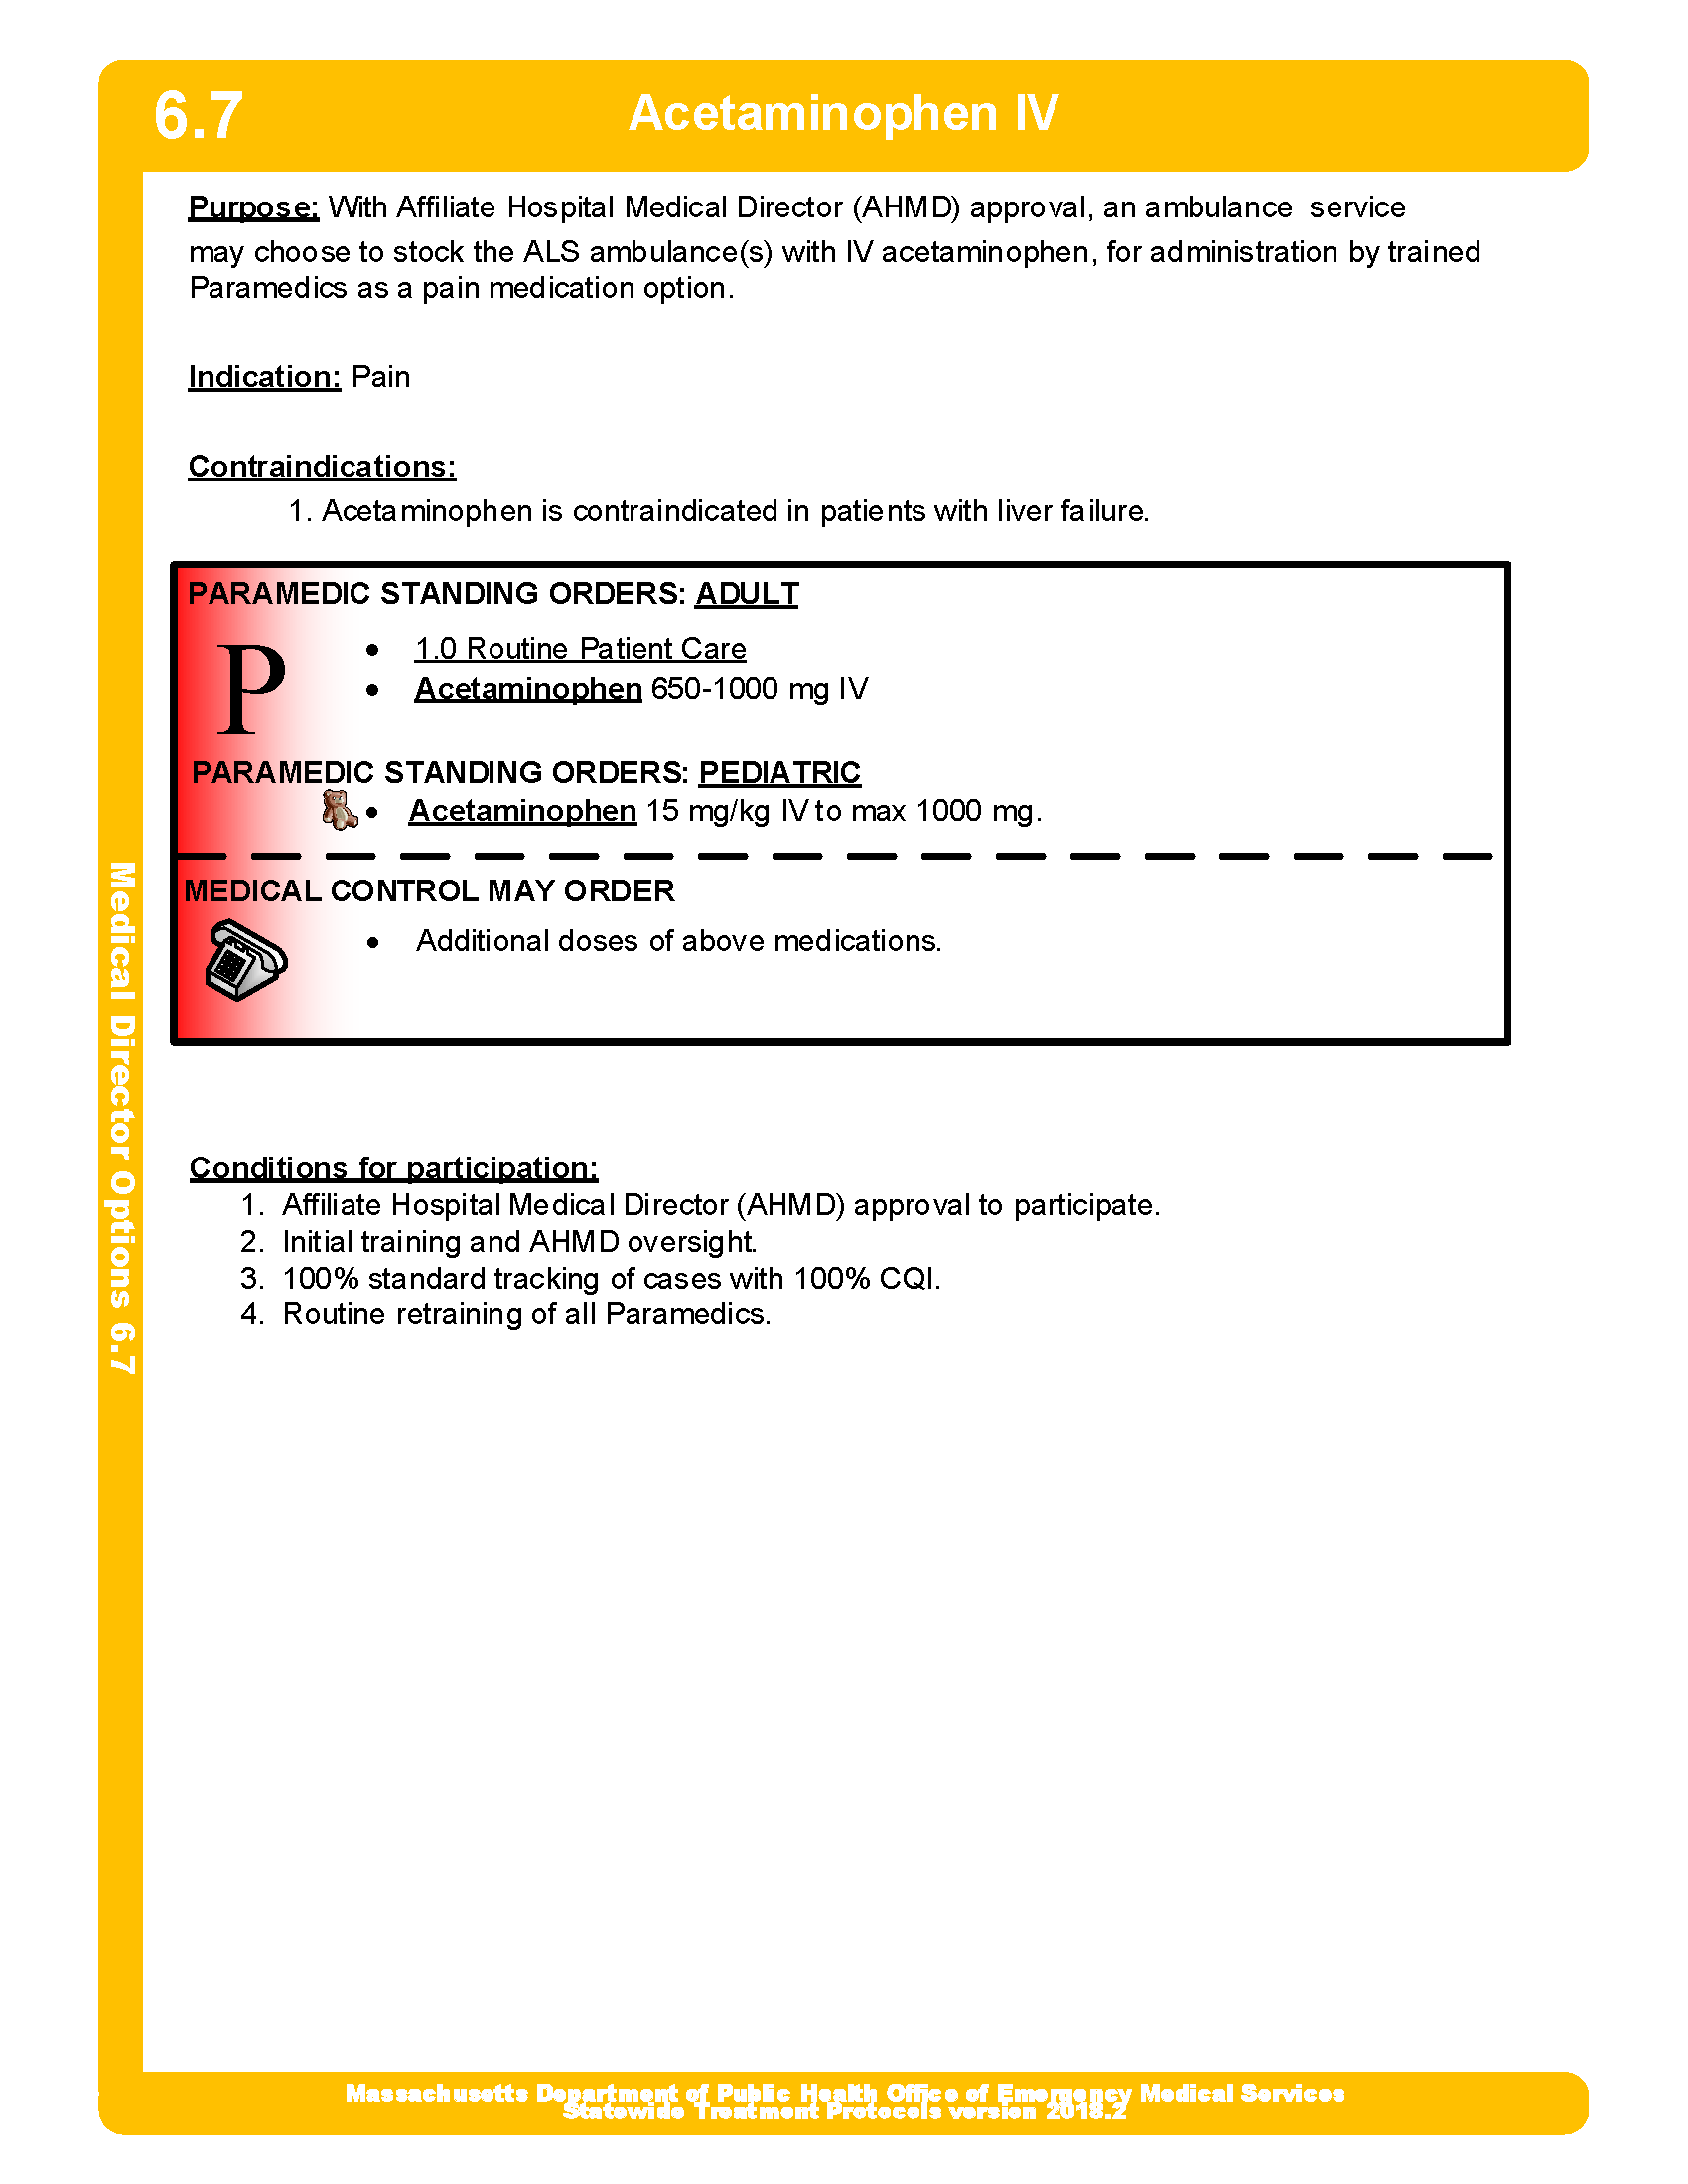 6.7
Acetaminophen IV
Purpose: With Affiliate Hospital Medical Director (AHMD) approval, an ambulance service
may choose to stock the ALS ambulance(s) with IV acetaminophen, for administration by trained
Paramedics as a pain medication option.
Indication: Pain
Contraindications:
1. Acetaminophen is contraindicated in patients with liver failure.
PARAMEDIC STANDING ORDERS: ADULT
P
• 1.0 Routine Patient Care
• Acetaminophen 650-1000 mg IV
PARAMEDIC STANDING ORDERS: PEDIATRIC
• Acetaminophen 15 mg/kg IV to max 1000 mg.
MEDICAL CONTROL MAY ORDER
• Additional doses of above medications.
Conditions for participation:
1. Affiliate Hospital Medical Director (AHMD) approval to participate.
2. Initial training and AHMD oversight.
3. 100% standard tracking of cases with 100% CQI.
4. Routine retraining of all Paramedics.
Medical Director Options 6.7
Massachusetts Department of Public Health Office of Emergency Medical Services
Statewide Treatment Protocols version 2018.2